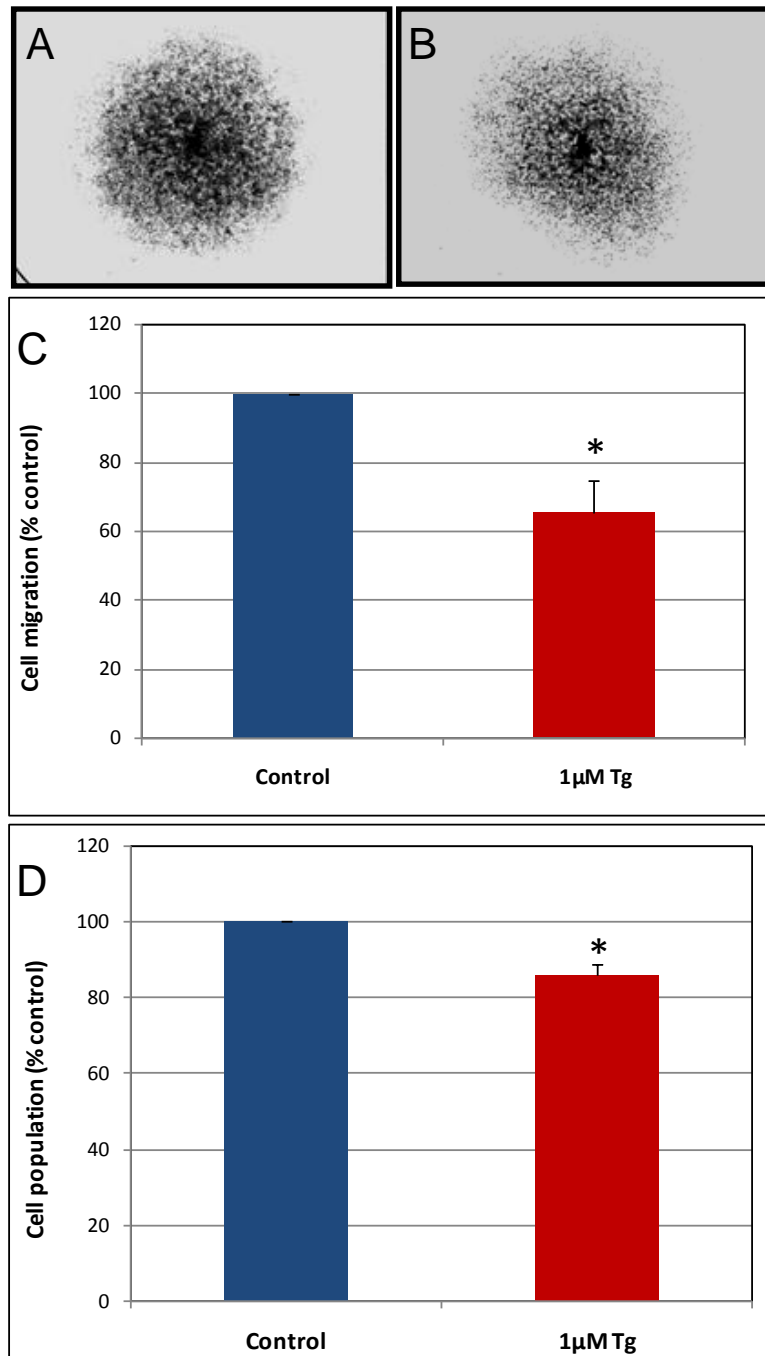 A
B
C
Cell migration (% control)
120
100
80
60
40
20
0
*
Control
1µM Tg
D
Cell population (% control)
120
100
80
60
40
20
0
*
Control
1µM Tg